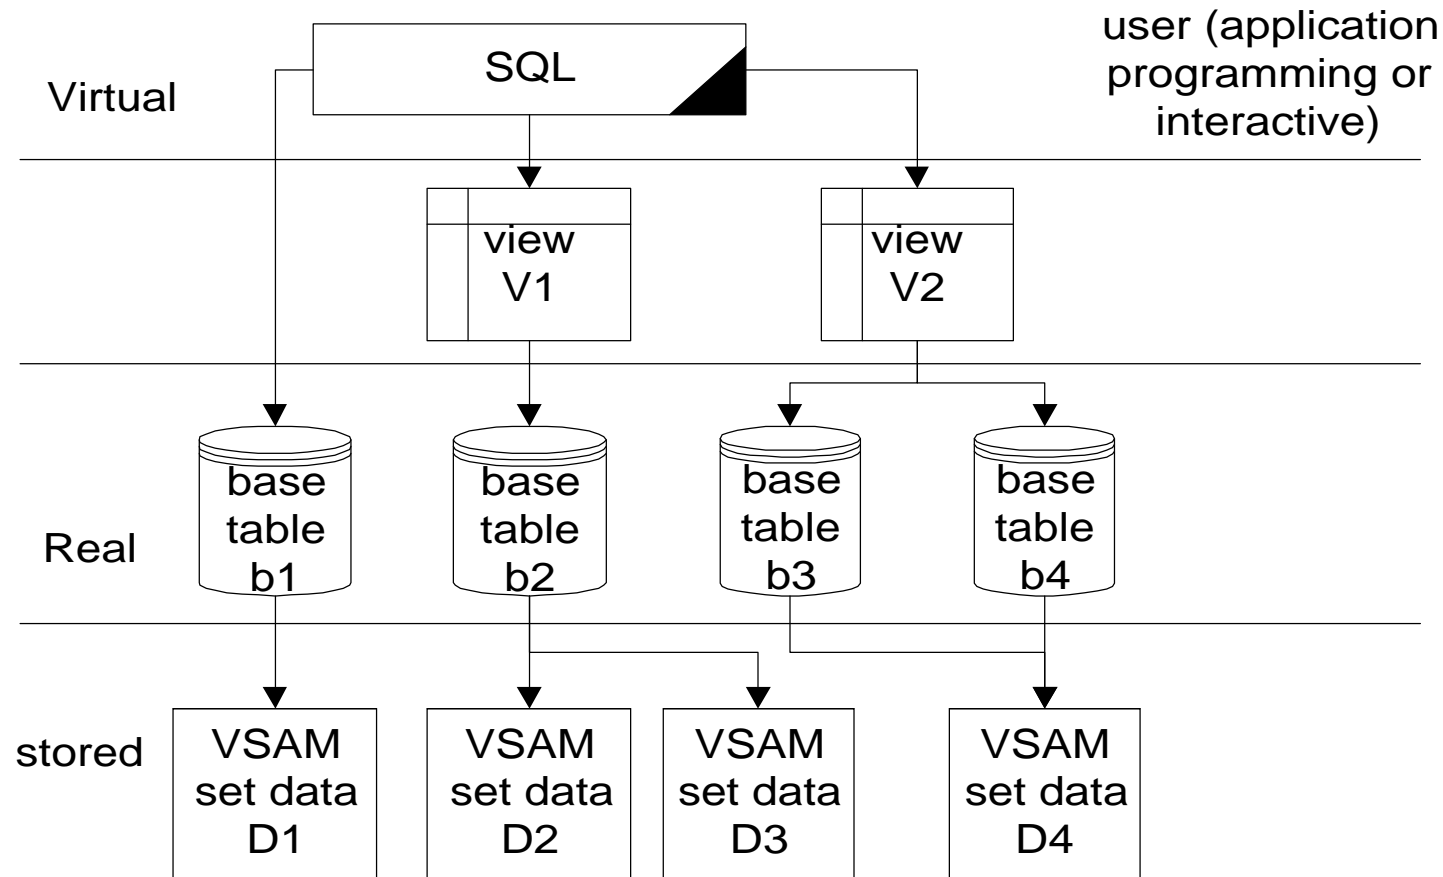 user (application
programming or
interactive)
SQL
Virtual
view
V1
view
V2
base
table
b1
base
table
b2
base
table
b3
base
table
b4
Real
stored
VSAM
set data
D1
VSAM
set data
D2
VSAM
set data
D3
VSAM
set data
D4